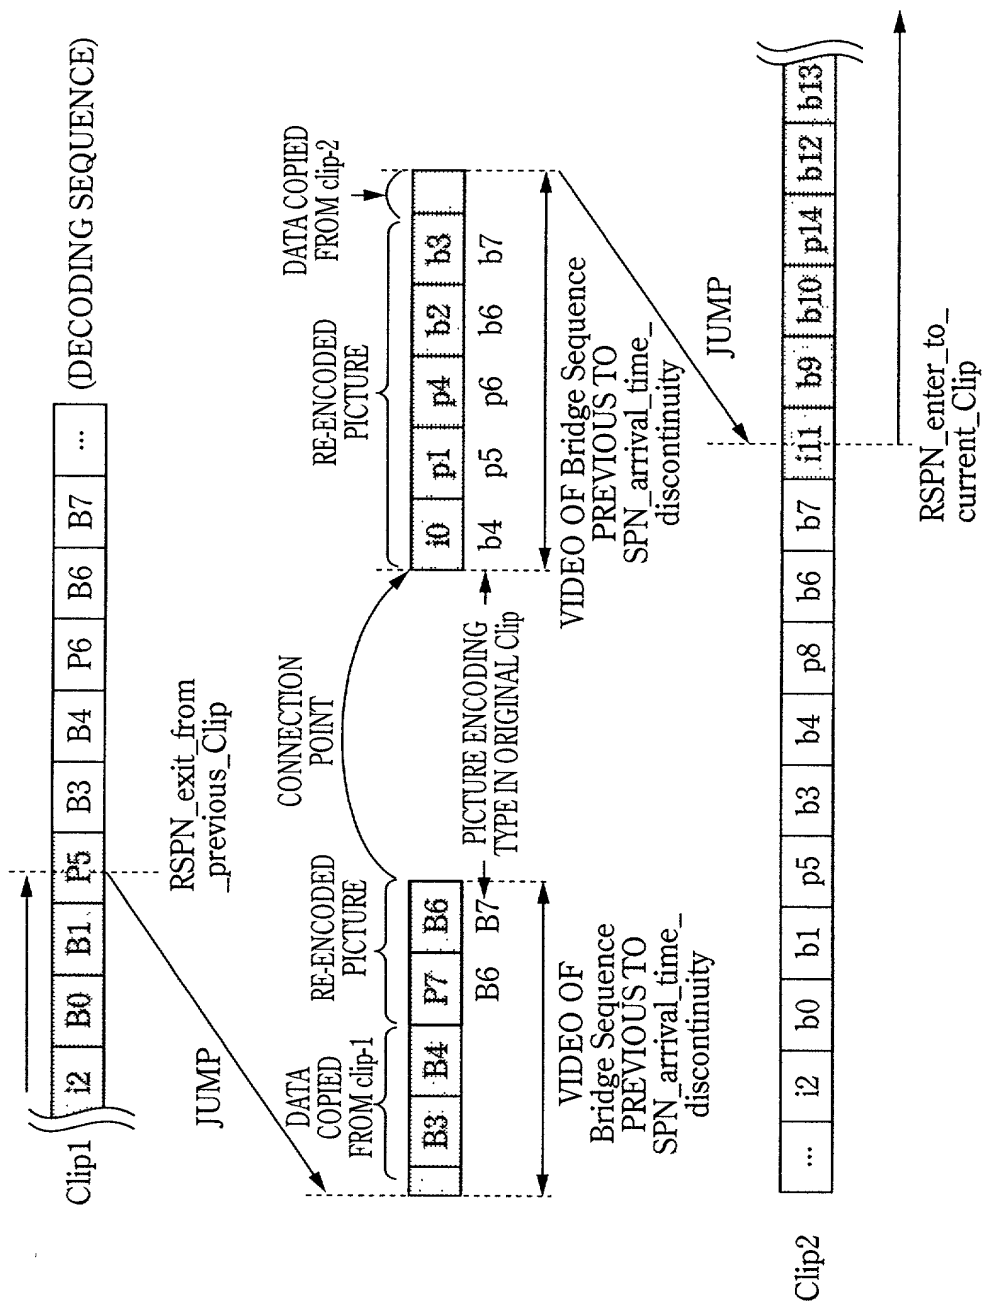 Clip1
i2 B0 B1 P5 B3 B4 P6 B6 B7 ...
(DECODING SEQUENCE)
JUMP
RSPN_exit_from
_previous_Clip
DATA
COPIED
FROM clip-1
RE-ENCODED
PICTURE
CONNECTION
POINT
RE-ENCODED
PICTURE
DATA COPIED
FROM clip-2
B3 B4 P7 B6
i0 p1 p4 b2 b3
B6 B7
PICTURE ENCODING
TYPE IN ORIGINAL Clip
b4 p5 p6 b6 b7
VIDEO OF
Bridge Sequence
PREVIOUS TO
SPN_arrival_time_
discontinuity
VIDEO OF Bridge Sequence
PREVIOUS TO
SPN_arrival_time_
discontinuity
JUMP
Clip2
... i2 b0 b1 p5 b3 b4 p8 b6 b7 i11 b9 b10 p14 b12 b13
RSPN_enter_to_
current_Clip